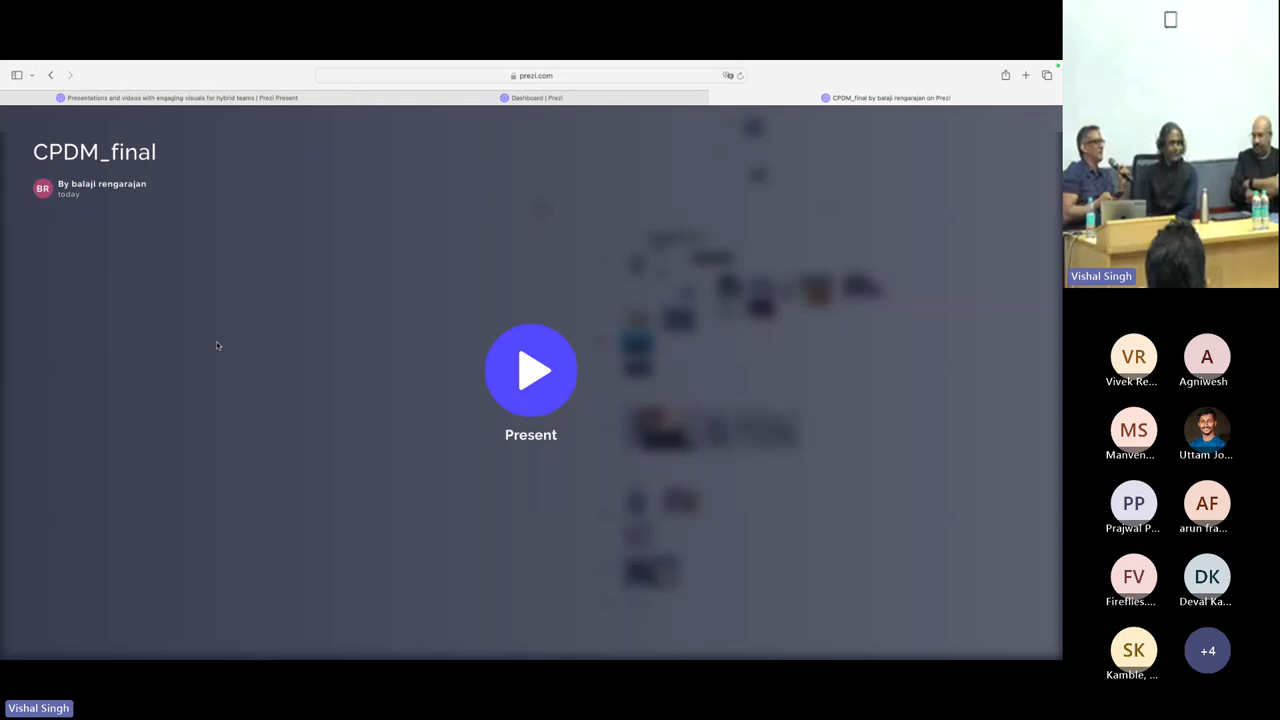 prezi.com
Presentations and videos with engaging visuals for hybrid teams | Prezi Present
Dashboard | Prezi
CPDM_final by balaji rengarajan on Prezi
CPDM_final
BR
By balaji rengarajan
today
Present
Vishal Singh
VR
A
Vivek Re...
Agniwesh
MS
Manven...
Uttam Jo...
PP
AF
Prajwal P...
arun fra...
FV
DK
Fireflies....
Deval Ka...
SK
+4
Kamble, ...
Vishal Singh